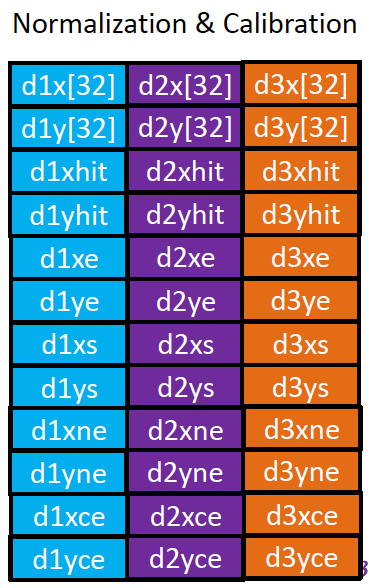 Normalization & Calibration
d1x[32] d2x[32] d3x[32]
d1y[32] d2y[32] d3y[32]
d1xhit d2xhit d3xhit
d1yhit d2yhit d3yhit
d1xe d2xe d3xe
d1ye d2ye d3ye
d1xs d2xs d3xs
d1ys d2ys d3ys
d1xne d2xne d3xne
d1yne d2yne d3yne
d1xce d2xce d3xce
d1yce d2yce d3yce